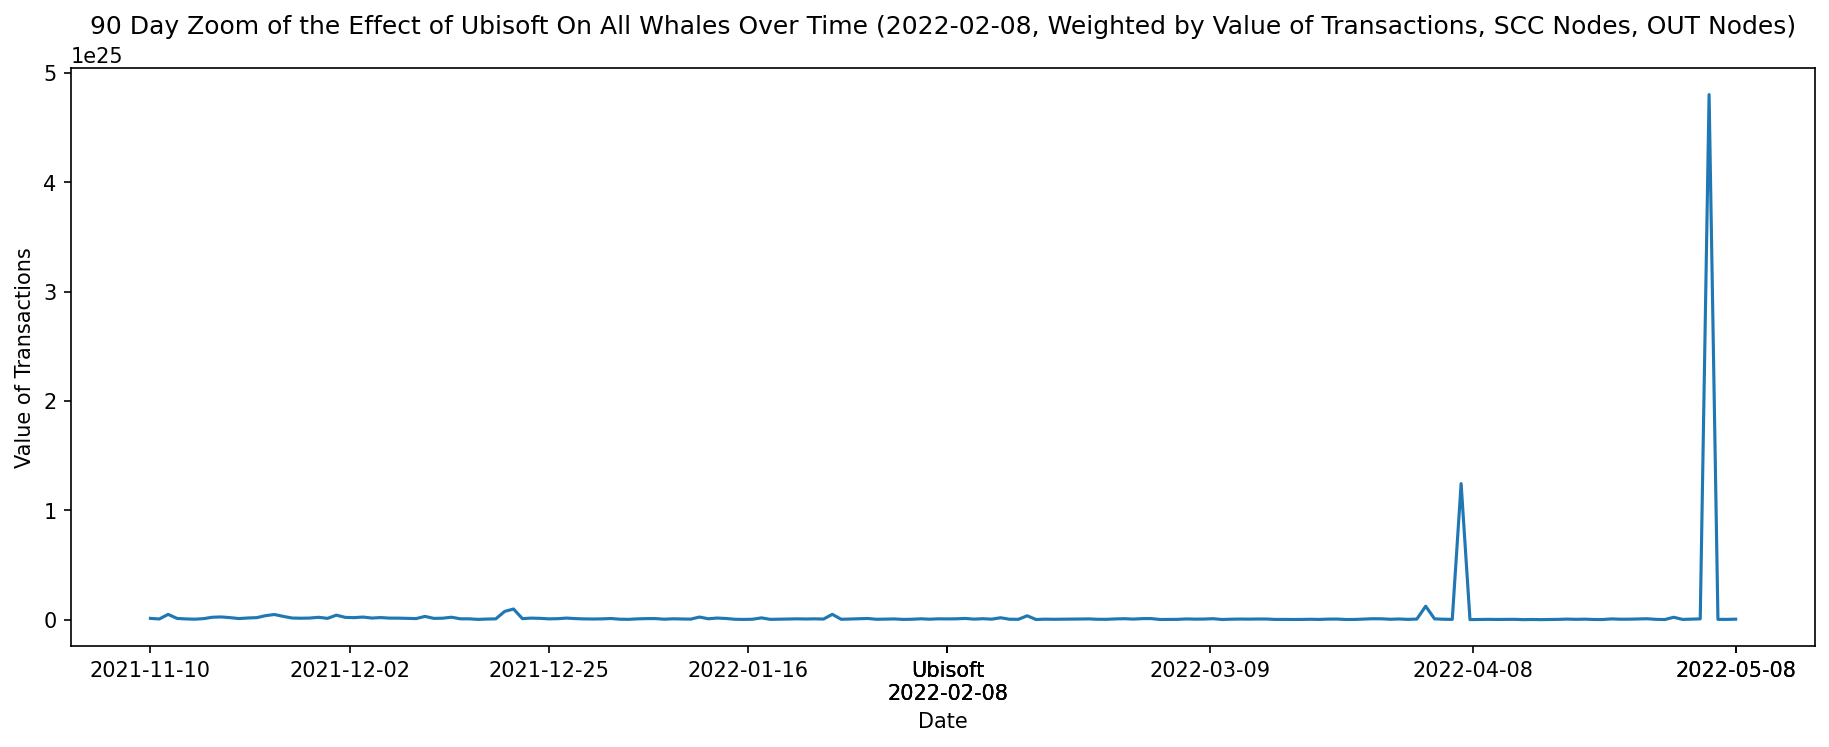 90 Day Zoom of the Effect of Ubisoft On All Whales Over Time (2022-02-08, Weighted by Value of Transactions, SCC Nodes, OUT Nodes)
1e25
5
4
3
2
1
0
Value of Transactions
2021-11-10 2021-12-02 2021-12-25 2022-01-16 Ubisoft 2022-03-09 2022-04-08 2022-05-08
2022-02-08
Date